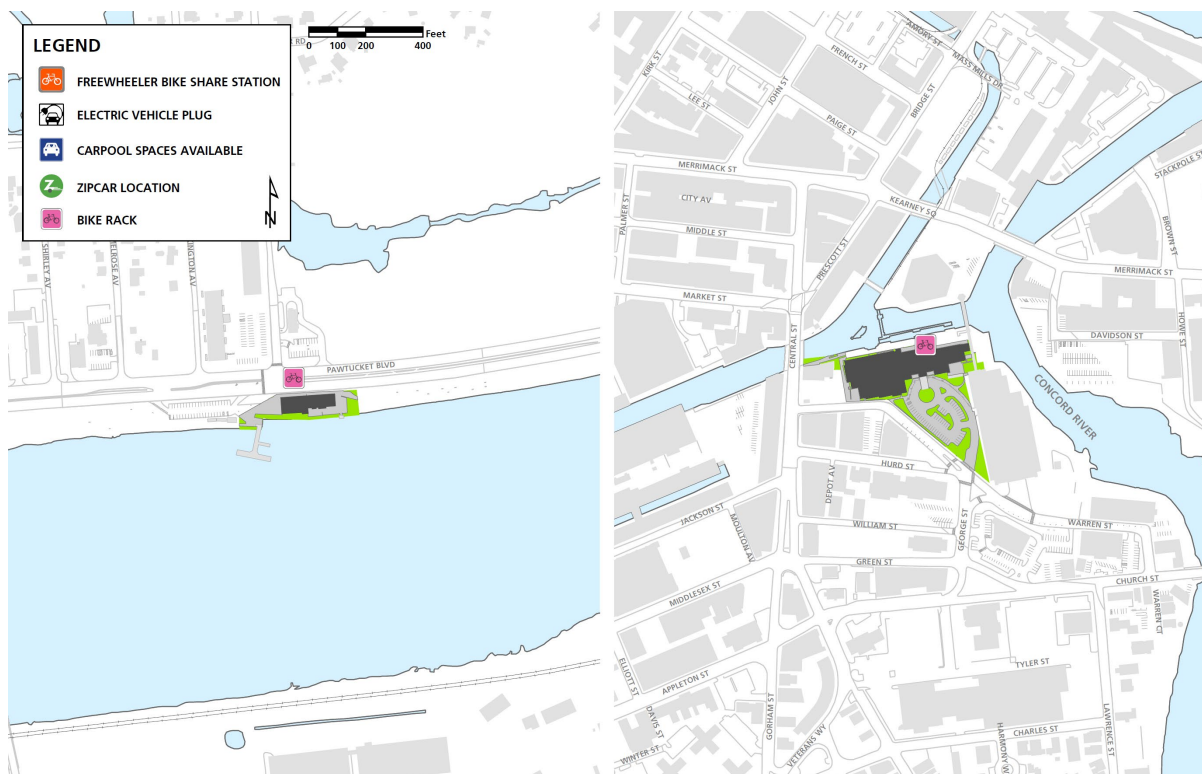 LEGEND
FREEWHEELER BIKE SHARE STATION
ELECTRIC VEHICLE PLUG
CARPOOL SPACES AVAILABLE
Z
ZIPCAR LOCATION
BIKE RACK
N
RD
Feet
0 100 200 400
SHIRLEY AV
PAWTUCKET BLVD
AMORY ST
MASS MILLS DR
FRENCH ST
KIRK ST
JOHN ST
BRIDGE ST
LEE ST
PAIGE ST
STACKPOLE ST
MERRIMACK ST
PALMER ST
CITY AV
KEARNEY SQ
BROWN ST
MIDDLE ST
PRESCOTT ST
MERRIMACK ST
MARKET ST
HOWE ST
CENTRAL ST
DAVIDSON ST
CONCORD RIVER
HURD ST
DEPOT AV
JACKSON ST
MOULTON AV
WILLIAM ST
GEORGE ST
WARREN ST
GREEN ST
CHURCH ST
MIDDLESEX ST
WARREN CT
ELLIOTT ST
APPLETON ST
TYLER ST
DAVIS ST
GORHAM ST
LAWRENCE ST
WINTER ST
VETERANS WY
CHARLES ST
HARMONY W